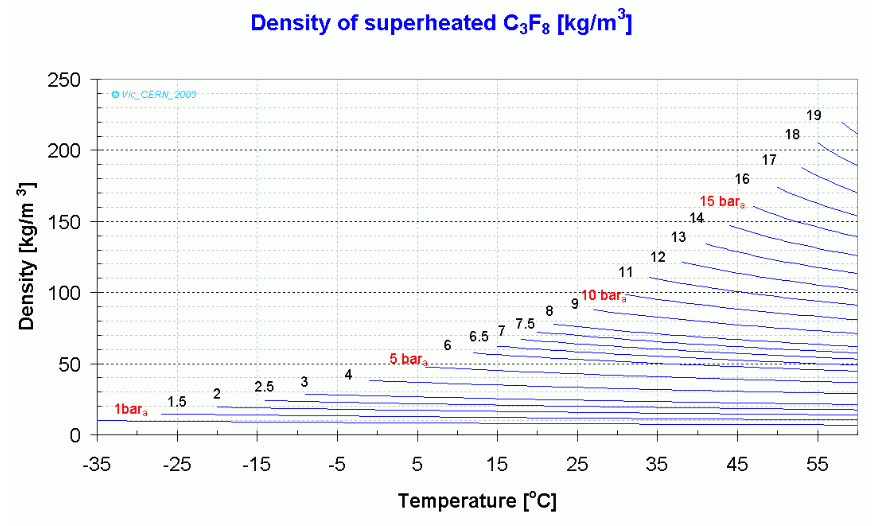 Density of superheated C₃F₈ [kg/m³]
© Vic_CERN_2003
Density [kg/m ³]
250
200
150
100
50
0
19
18
17
16
15 barₐ
14
13
12
11
10 barₐ
9
8
7.5
7
6.5
6
5 barₐ
4
3
2.5
2
1.5
1barₐ
-35 -25 -15 -5 5 15 25 35 45 55
Temperature [°C]